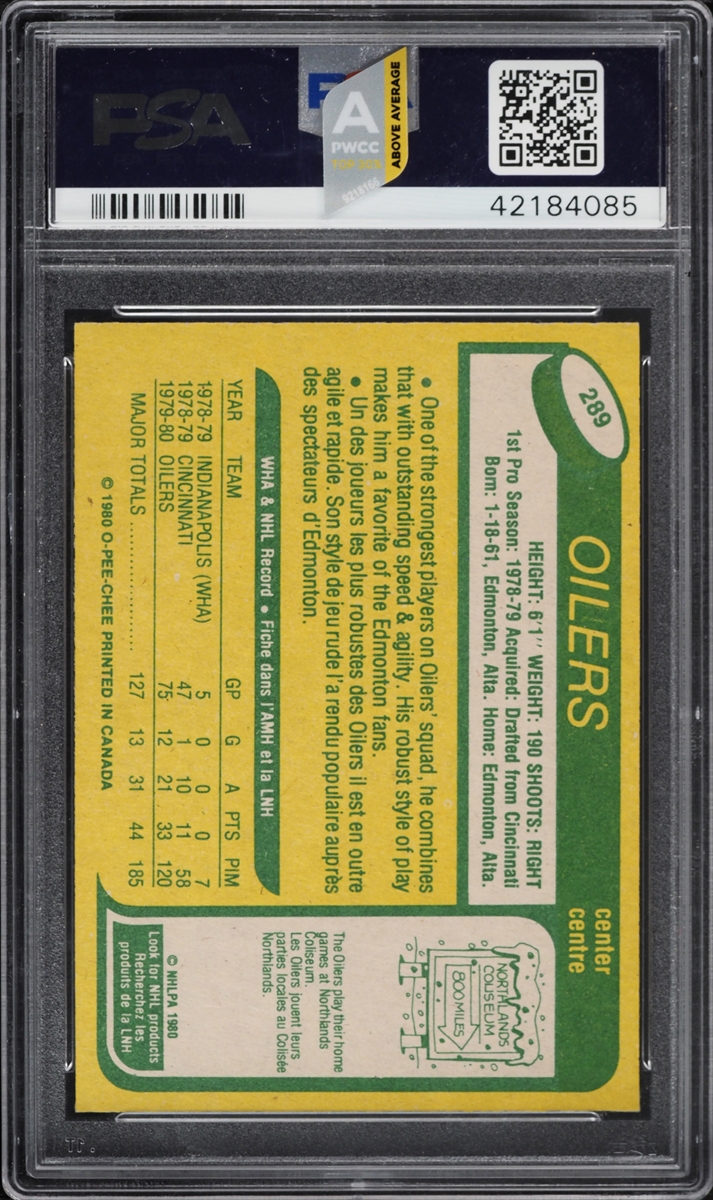 PSA
A
PWCC
TOP 30%
ABOVE AVERAGE
9218166
42184085
289
OILERS
center
centre
HEIGHT: 6'1" WEIGHT: 190 SHOOTS: RIGHT
1st Pro Season: 1978-79 Acquired: Drafted from Cincinnati
Born: 1-18-61, Edmonton, Alta. Home: Edmonton, Alta.
• One of the strongest players on Oilers' squad, he combines
that with outstanding speed & agility. His robust style of play
makes him a favorite of the Edmonton fans.
• Un des joueurs les plus robustes des Oilers il est en outre
agile et rapide. Son style de jeu rude l'a rendu populaire auprès
des spectateurs d'Edmonton.
WHA & NHL Record • Fiche dans l'AMH et la LNH
YEAR TEAM GP G A PTS PIM
1978-79 INDIANAPOLIS (WHA) 5 0 0 0 7
1978-79 CINCINNATI 47 1 10 11 58
1979-80 OILERS 75 12 21 33 120
MAJOR TOTALS 127 13 31 44 185
© 1980 O-PEE-CHEE PRINTED IN CANADA
NORTHLANDS
COLISEUM
800 MILES
The Oilers play their home
games at Northlands
Coliseum.
Les Oilers jouent leurs
parties locales au Colisée
Northlands.
© NHLPA 1980
Look for NHL products
Recherchez les
produits de la LNH